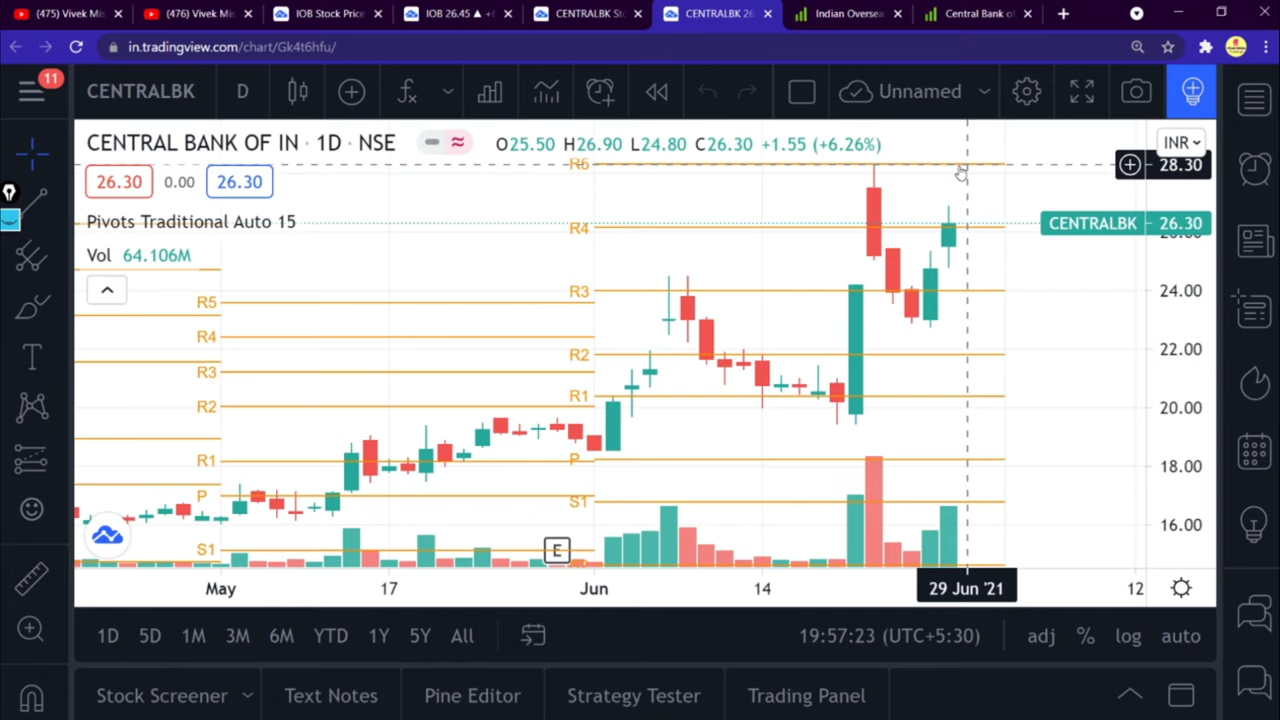 (475) Vivek Mis
(476) Vivek Mis
IOB Stock Price
IOB 26.45 ▲ +
CENTRALBK St
CENTRALBK 26
Indian Oversea
Central Bank of
in.tradingview.com/chart/Gk4t6hfu/
11
CENTRALBK
D
Unnamed
CENTRAL BANK OF IN · 1D · NSE
O25.50 H26.90 L24.80 C26.30 +1.55 (+6.26%)
INR
28.30
26.30
0.00
26.30
Pivots Traditional Auto 15
Vol 64.106M
CENTRALBK
26.30
24.00
22.00
20.00
18.00
16.00
R5
R4
R3
R2
R1
P
S1
R5
R4
R3
R2
R1
P
S1
E
May
17
Jun
14
29 Jun '21
12
1D
5D
1M
3M
6M
YTD
1Y
5Y
All
19:57:23 (UTC+5:30)
adj
%
log
auto
Stock Screener
Text Notes
Pine Editor
Strategy Tester
Trading Panel